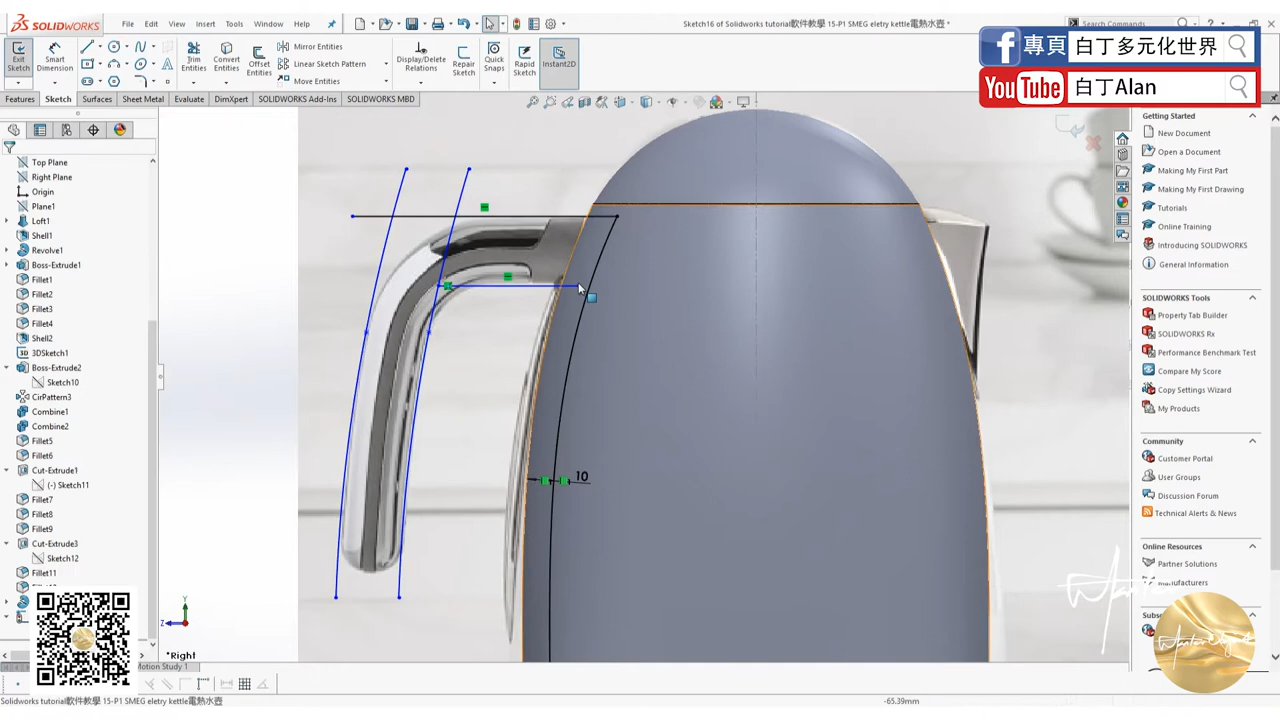 SOLIDWORKS
File
Edit
View
Insert
Tools
Window
Help
Sketch16 of Solidworks tutorial軟件教學 15-P1 SMEG eletry kettle電熱水壺 *
Search Commands
專頁
白丁多元化世界
YouTube
白丁Alan
Exit Sketch
Smart Dimension
Trim Entities
Convert Entities
Offset Entities
Mirror Entities
Linear Sketch Pattern
Move Entities
Display/Delete Relations
Repair Sketch
Quick Snaps
Rapid Sketch
Instant2D
Features
Sketch
Surfaces
Sheet Metal
Evaluate
DimXpert
SOLIDWORKS Add-Ins
SOLIDWORKS MBD
Top Plane
Right Plane
Origin
Plane1
Loft1
Shell1
Revolve1
Boss-Extrude1
Fillet1
Fillet2
Fillet3
Fillet4
Shell2
3DSketch1
Boss-Extrude2
Sketch10
CirPattern3
Combine1
Combine2
Fillet5
Fillet6
Cut-Extrude1
(-) Sketch11
Fillet7
Fillet8
Fillet9
Cut-Extrude3
Sketch12
Fillet11
10
Y
Z
*Right
Motion Study 1
Getting Started
New Document
Open a Document
Making My First Part
Making My First Drawing
Tutorials
Online Training
Introducing SOLIDWORKS
General Information
SOLIDWORKS Tools
Property Tab Builder
SOLIDWORKS Rx
Performance Benchmark Test
Compare My Score
Copy Settings Wizard
My Products
Community
Customer Portal
User Groups
Discussion Forum
Technical Alerts & News
Online Resources
Partner Solutions
Manufacturers
Solidworks tutorial軟件教學 15-P1 SMEG eletry kettle電熱水壺
-65.39mm